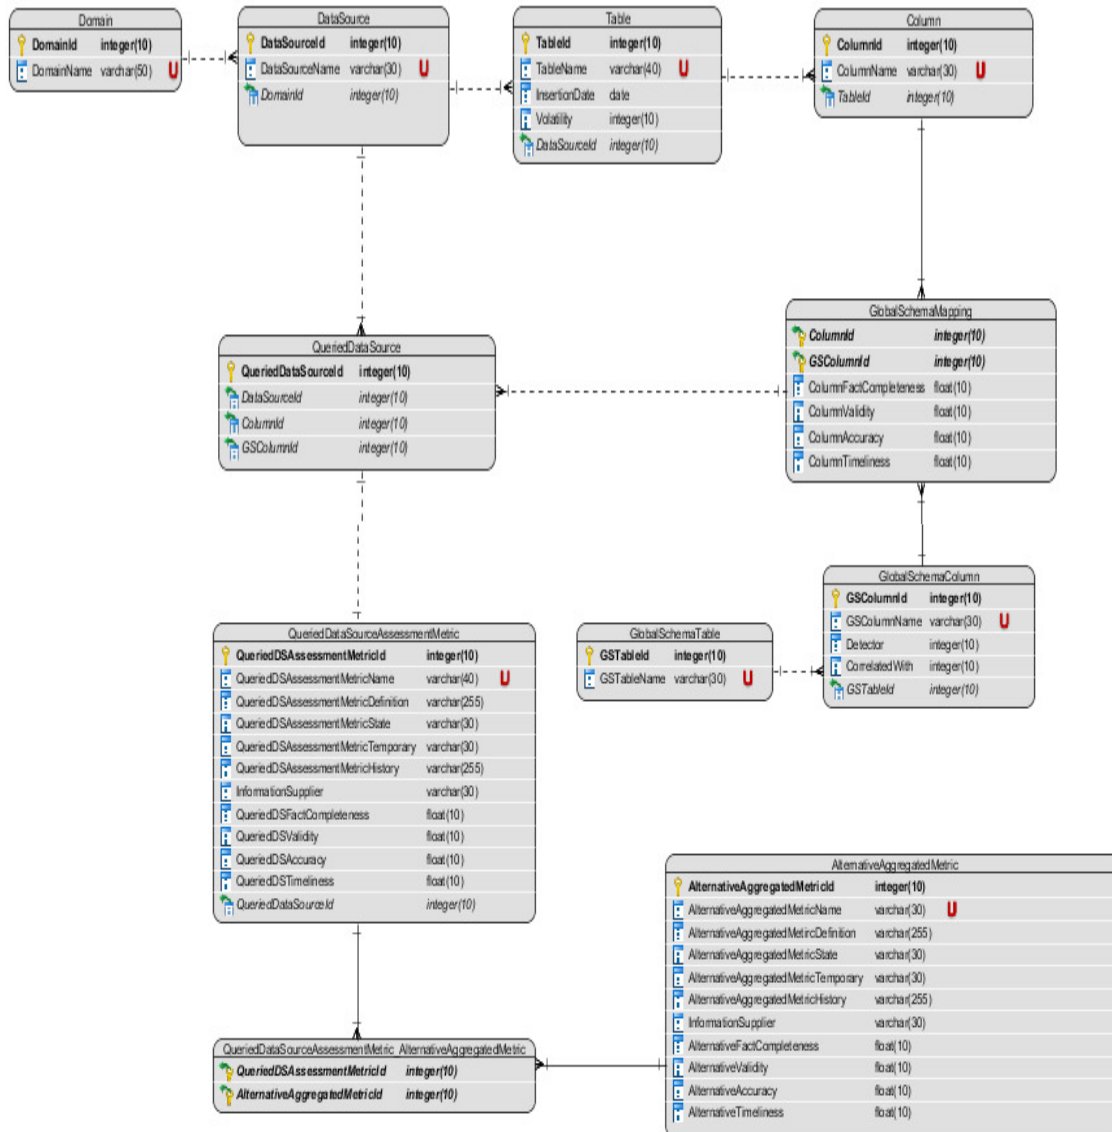 Domain
DomainId integer(10)
DomainName varchar(50) U
DataSource
DataSourceId integer(10)
DataSourceName varchar(30) U
DomainId integer(10)
Table
TableId integer(10)
TableName varchar(40) U
InsertionDate date
Volatility integer(10)
DataSourceId integer(10)
Column
ColumnId integer(10)
ColumnName varchar(30) U
TableId integer(10)
QueriedDataSource
QueriedDataSourceId integer(10)
DataSourceId integer(10)
ColumnId integer(10)
GSColumnId integer(10)
GlobalSchemaMapping
ColumnId integer(10)
GSColumnId integer(10)
ColumnFactCompleteness float(10)
ColumnValidity float(10)
ColumnAccuracy float(10)
ColumnTimeliness float(10)
GlobalSchemaColumn
GSColumnId integer(10)
GSColumnName varchar(30) U
Detector integer(10)
CorrelatedWith integer(10)
GSTableId integer(10)
GlobalSchemaTable
GSTableId integer(10)
GSTableName varchar(30) U
QueriedDataSourceAssessmentMetric
QueriedDSAssessmentMetricId integer(10)
QueriedDSAssessmentMetricName varchar(40) U
QueriedDSAssessmentMetricDefinition varchar(255)
QueriedDSAssessmentMetricState varchar(30)
QueriedDSAssessmentMetricTemporary varchar(30)
QueriedDSAssessmentMetricHistory varchar(255)
InformationSupplier varchar(30)
QueriedDSFactCompleteness float(10)
QueriedDSValidity float(10)
QueriedDSAccuracy float(10)
QueriedDSTimeliness float(10)
QueriedDataSourceId integer(10)
AlternativeAggregatedMetric
AlternativeAggregatedMetricId integer(10)
AlternativeAggregatedMetricName varchar(30) U
AlternativeAggregatedMetircDefinition varchar(255)
AlternativeAggregatedMetricState varchar(30)
AlternativeAggregatedMetricTemporary varchar(30)
AlternativeAggregatedMetricHistory varchar(255)
InformationSupplier varchar(30)
AlternativeFactCompleteness float(10)
AlternativeValidity float(10)
AlternativeAccuracy float(10)
AlternativeTimeliness float(10)
QueriedDataSourceAssessmentMetric_AlternativeAggregatedMetric
QueriedDSAssessmentMetricId integer(10)
AlternativeAggregatedMetricId integer(10)